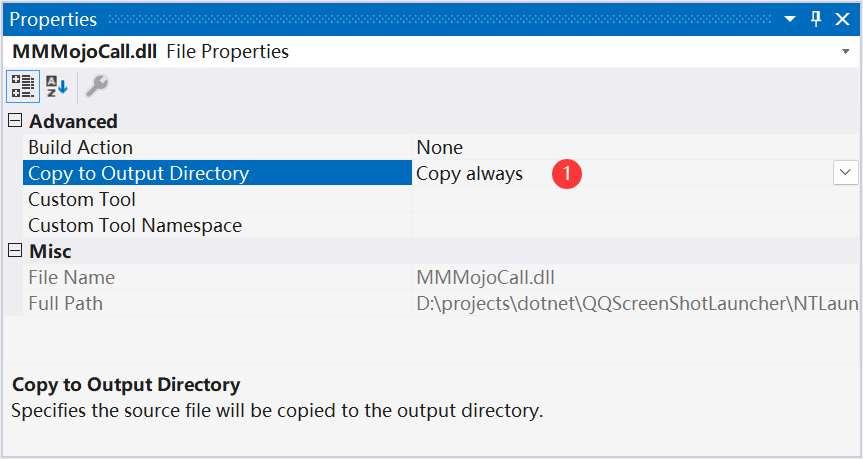 Properties
MMMojoCall.dll File Properties
A
Z
Advanced
Build Action None
Copy to Output Directory Copy always 1
Custom Tool
Custom Tool Namespace
Misc
File Name MMMojoCall.dll
Full Path D:\projects\dotnet\QQScreenShotLauncher\NTLaun
Copy to Output Directory
Specifies the source file will be copied to the output directory.